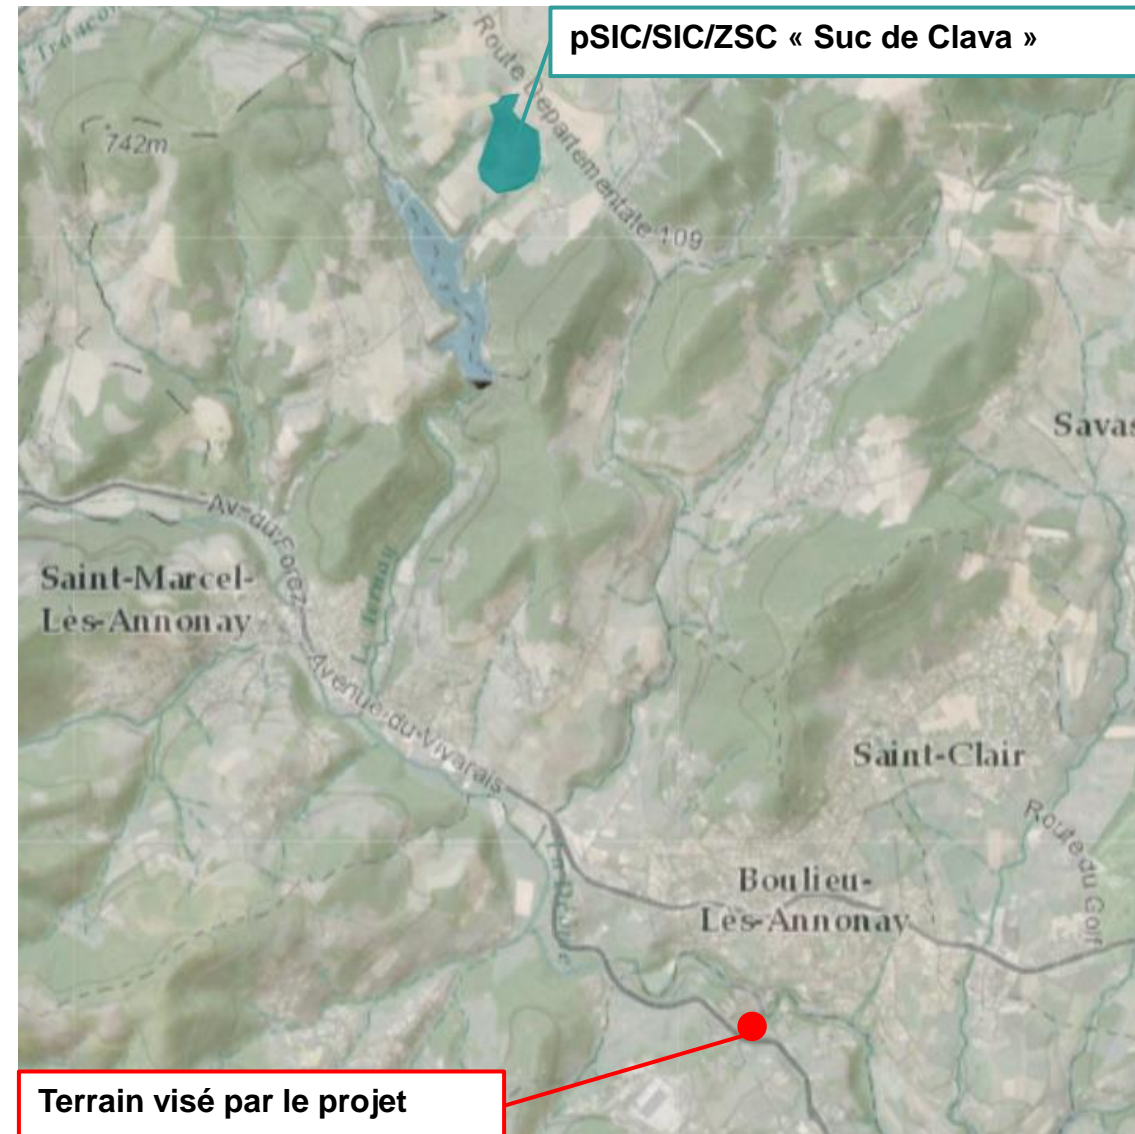 pSIC/SIC/ZSC « Suc de Clava »
Route Départementale 109
742m
Savas
Av. du Forez
Saint-Marcel-
Lès-Annonay
Avenue du Vivarais
Saint-Clair
Route du Golf
Boulieu-
Lès-Annonay
Terrain visé par le projet